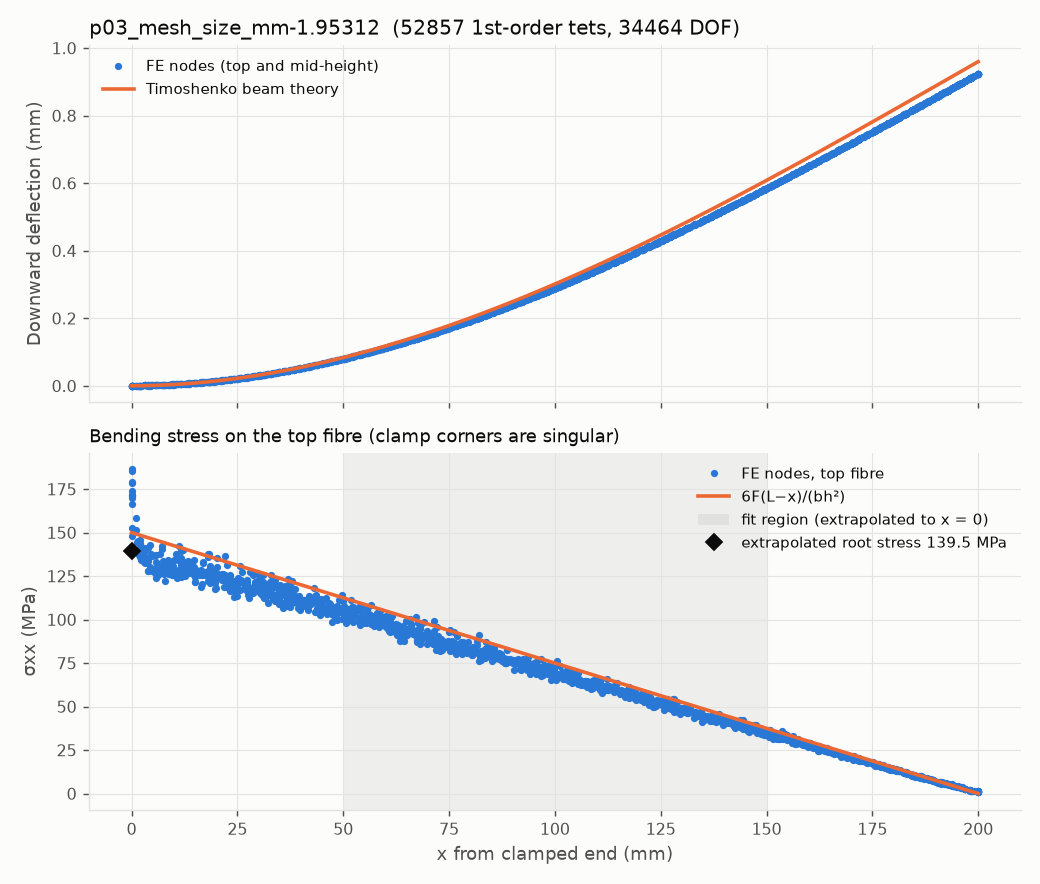 p03_mesh_size_mm-1.95312  (52857 1st-order tets, 34464 DOF)
FE nodes (top and mid-height)
Timoshenko beam theory
Downward deflection (mm)
1.0
0.8
0.6
0.4
0.2
0.0
Bending stress on the top fibre (clamp corners are singular)
FE nodes, top fibre
6F(L−x)/(bh²)
fit region (extrapolated to x = 0)
extrapolated root stress 139.5 MPa
σxx (MPa)
175
150
125
100
75
50
25
0
0 25 50 75 100 125 150 175 200
x from clamped end (mm)